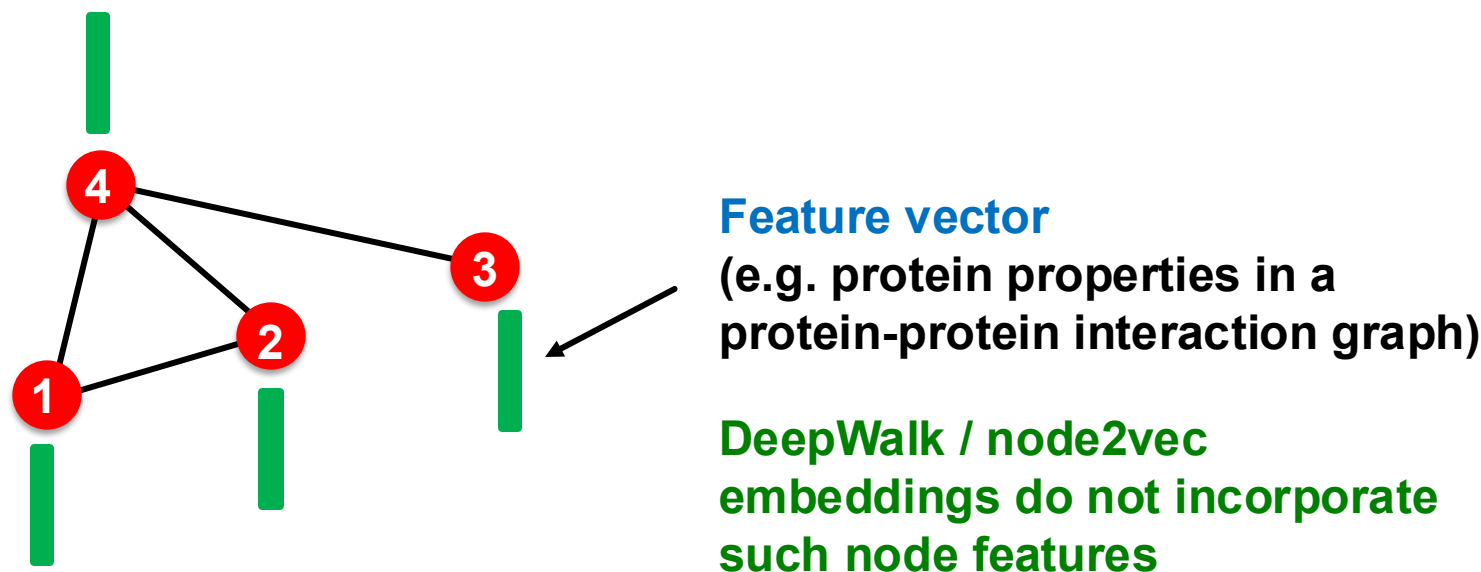 4
3
2
1
Feature vector
(e.g. protein properties in a
protein-protein interaction graph)
DeepWalk / node2vec
embeddings do not incorporate
such node features